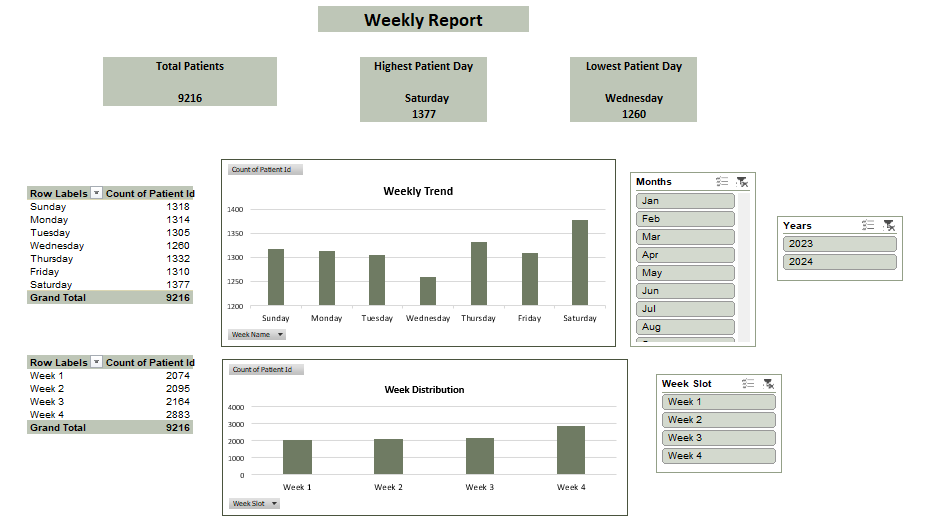 Weekly Report
Total Patients
9216
Highest Patient Day
Saturday
1377
Lowest Patient Day
Wednesday
1260
Row Labels Count of Patient Id
Sunday 1318
Monday 1314
Tuesday 1305
Wednesday 1260
Thursday 1332
Friday 1310
Saturday 1377
Grand Total 9216
Count of Patient Id
Weekly Trend
1400
1350
1300
1250
1200
Sunday Monday Tuesday Wednesday Thursday Friday Saturday
Week Name
Months
Jan
Feb
Mar
Apr
May
Jun
Jul
Aug
Years
2023
2024
Row Labels Count of Patient Id
Week 1 2074
Week 2 2095
Week 3 2164
Week 4 2883
Grand Total 9216
Count of Patient Id
Week Distribution
4000
3000
2000
1000
0
Week 1 Week 2 Week 3 Week 4
Week Slot
Week Slot
Week 1
Week 2
Week 3
Week 4